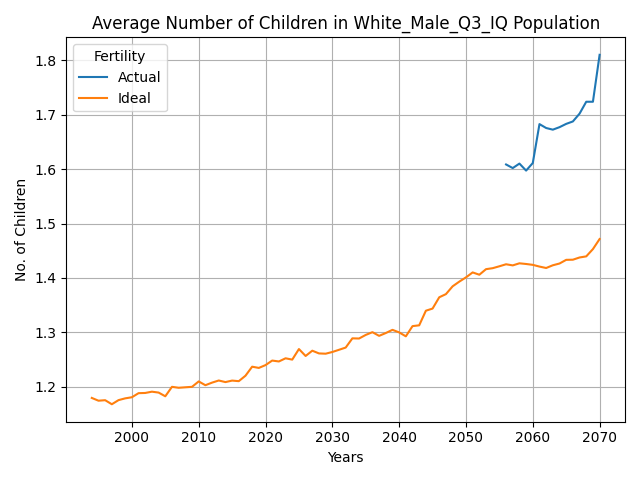 Average Number of Children in White_Male_Q3_IQ Population
Fertility
Actual
Ideal
No. of Children
1.8
1.7
1.6
1.5
1.4
1.3
1.2
2000 2010 2020 2030 2040 2050 2060 2070
Years